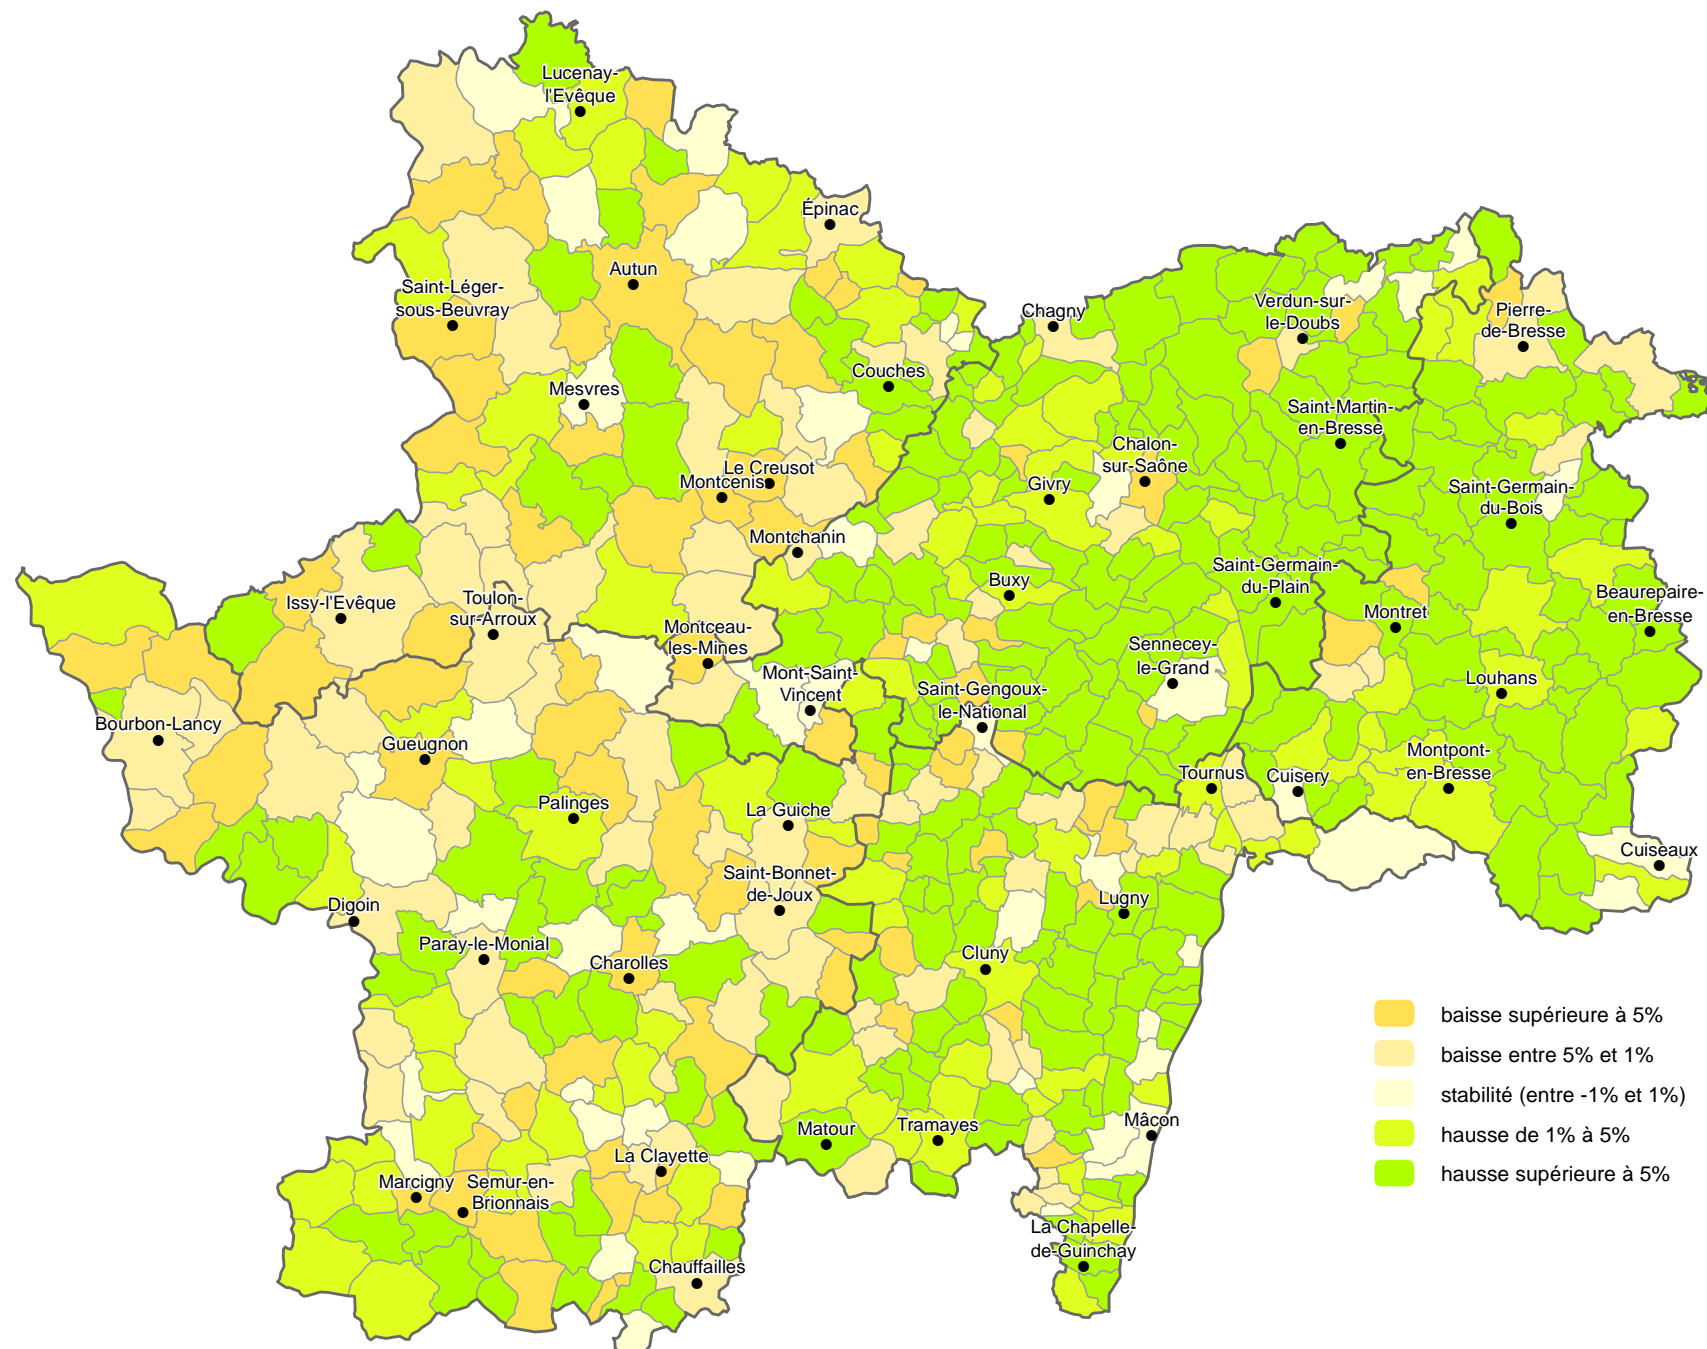 Lucenay-
l'Evêque
Épinac
Autun
Saint-Léger-
sous-Beuvray
Chagny
Verdun-sur-
le-Doubs
Pierre-
de-Bresse
Couches
Mesvres
Saint-Martin-
en-Bresse
Chalon-
sur-Saône
Le Creusot
Montcenis
Givry
Saint-Germain-
du-Bois
Montchanin
Buxy
Saint-Germain-
du-Plain
Issy-l'Evêque
Toulon-
sur-Arroux
Beaurepaire-
en-Bresse
Montret
Montceau-
les-Mines
Sennecey-
le-Grand
Mont-Saint-
Vincent
Saint-Gengoux-
le-National
Louhans
Bourbon-Lancy
Gueugnon
Montpont-
en-Bresse
Tournus
Cuisery
Palinges
La Guiche
Cuiseaux
Saint-Bonnet-
de-Joux
Lugny
Digoin
Paray-le-Monial
Charolles
Cluny
baisse supérieure à 5%
baisse entre 5% et 1%
stabilité (entre -1% et 1%)
hausse de 1% à 5%
hausse supérieure à 5%
Matour
Tramayes
Mâcon
La Clayette
Marcigny
Semur-en-
Brionnais
La Chapelle-
de-Guinchay
Chauffailles